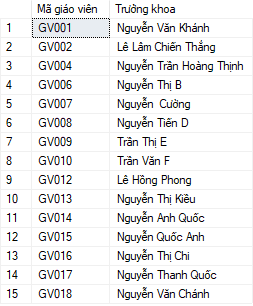 Mã giáo viên Trưởng khoa
1 GV001 Nguyễn Văn Khánh
2 GV002 Lê Lâm Chiến Thắng
3 GV004 Nguyễn Trần Hoàng Thịnh
4 GV006 Nguyễn Thị B
5 GV007 Nguyễn Cường
6 GV008 Nguyễn Tiến D
7 GV009 Trần Thị E
8 GV010 Trần Văn F
9 GV012 Lê Hồng Phong
10 GV013 Nguyễn Thị Kiều
11 GV014 Nguyễn Anh Quốc
12 GV015 Nguyễn Quốc Anh
13 GV016 Nguyễn Thị Chi
14 GV017 Nguyễn Thanh Quốc
15 GV018 Nguyễn Văn Chánh